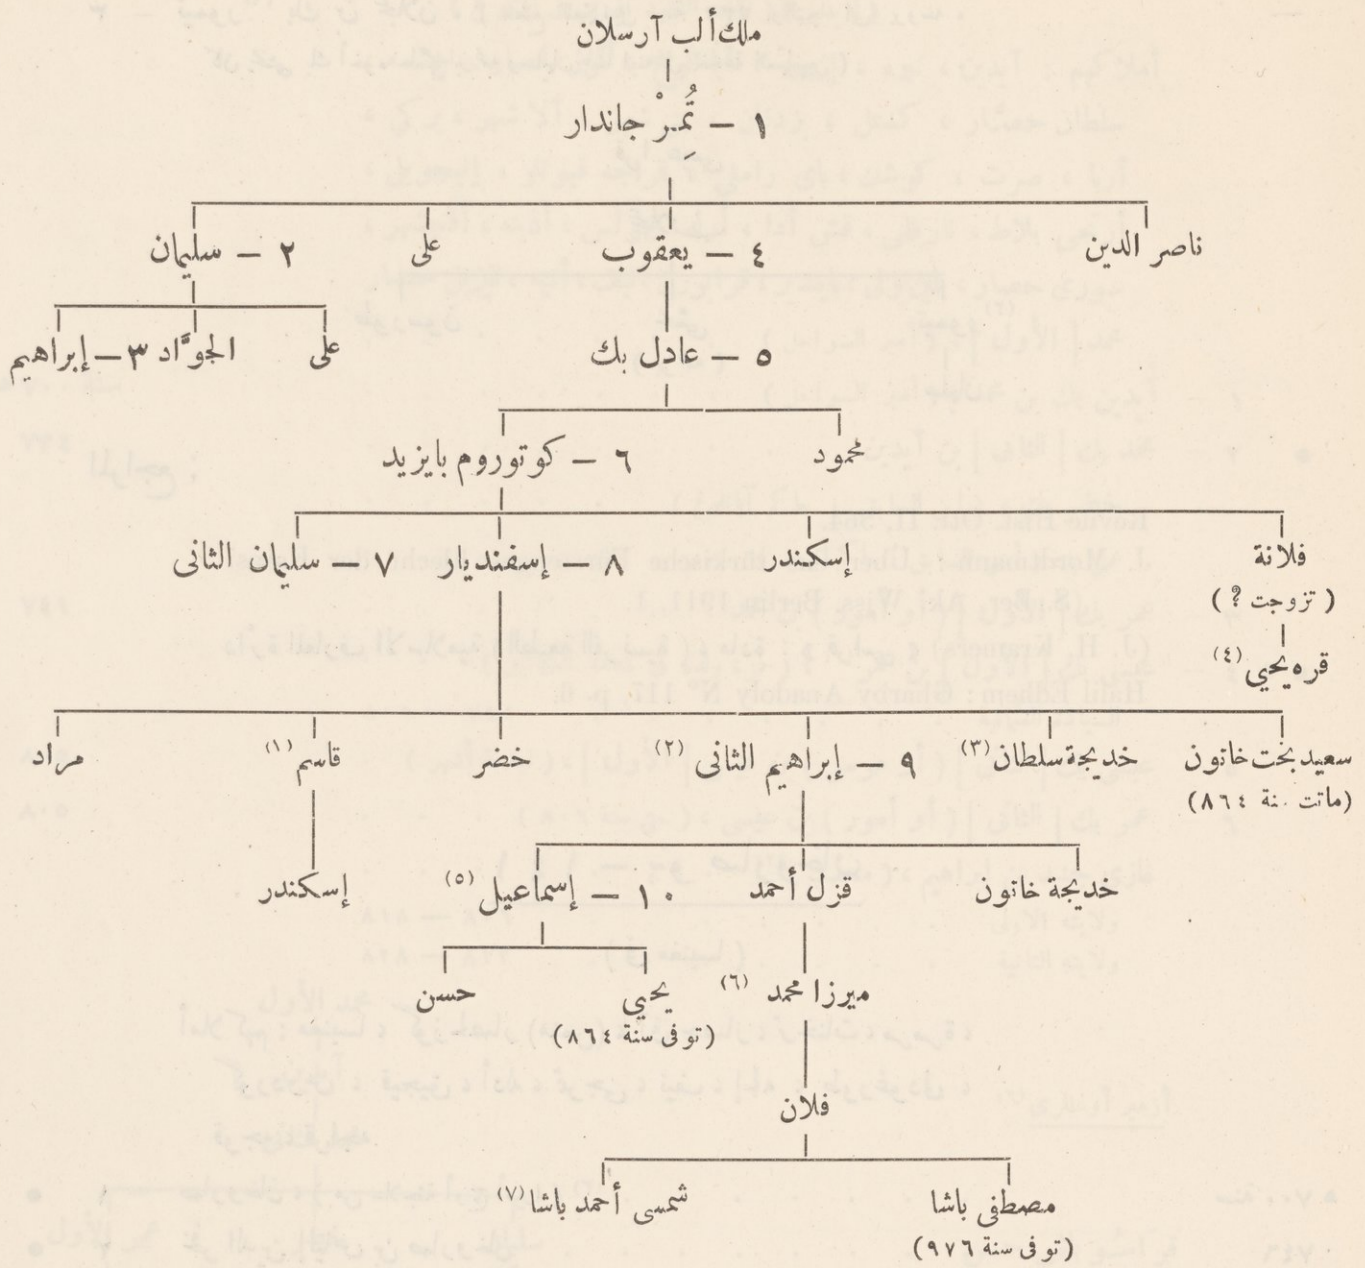 ملك ألب آرسلان
١ – تُمِرْ جاندار
ناصر الدين
٤ – يعقوب
على
٢ – سليمان
٥ – عادل بك
على
الجوَّاد
٣ – إبراهيم
محمود
٦ – كوتوروم بايزيد
فلانة
(تزوجت ؟)
إسكندر
٨ – إسفنديار
٧ – سليمان الثانى
قره يحيي (٤)
سعيد بخت خاتون
(ماتت سنة ٨٦٤)
خديجة سلطان (٣)
٩ – إبراهيم الثانى (٢)
خضر
قاسم (١)
مراد
خديجة خاتون
قزل أحمد
١٠ – إسماعيل (٥)
إسكندر
ميرزا محمد (٦)
يحيي
(توفى سنة ٨٦٤)
حسن
فلان
مصطفى باشا
(توفى سنة ٩٧٦)
شمسى أحمد باشا (٧)